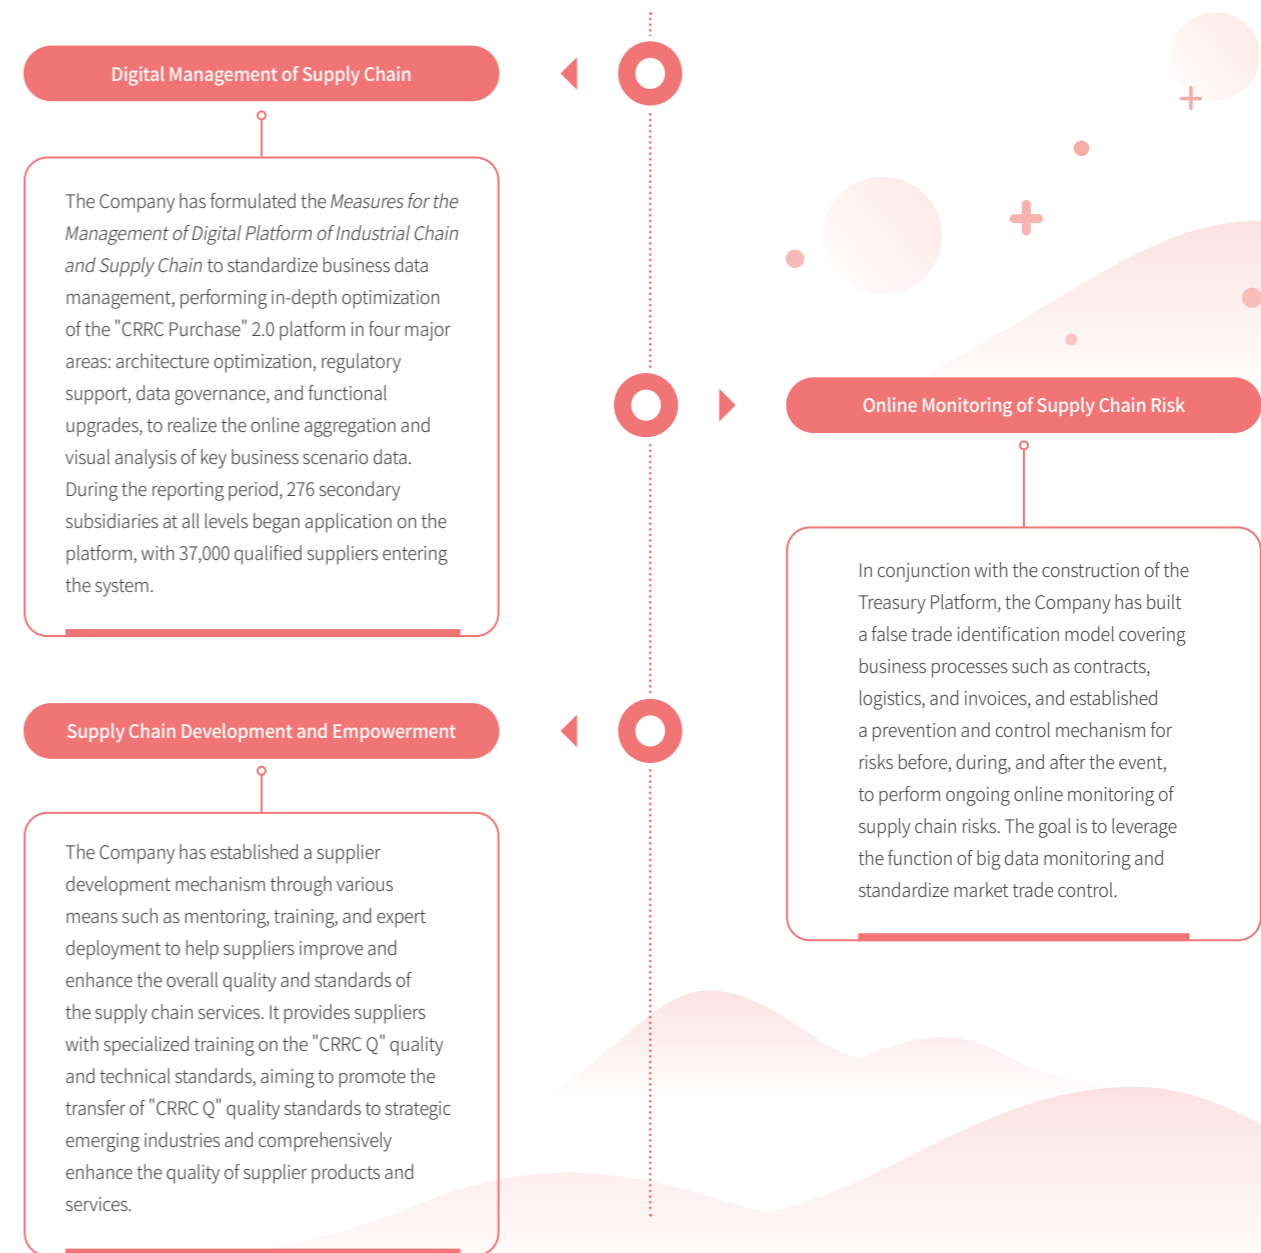 Digital Management of Supply Chain
The Company has formulated the Measures for the
Management of Digital Platform of Industrial Chain
and Supply Chain to standardize business data
management, performing in-depth optimization
of the "CRRC Purchase" 2.0 platform in four major
areas: architecture optimization, regulatory
support, data governance, and functional
upgrades, to realize the online aggregation and
visual analysis of key business scenario data.
During the reporting period, 276 secondary
subsidiaries at all levels began application on the
platform, with 37,000 qualified suppliers entering
the system.
Online Monitoring of Supply Chain Risk
In conjunction with the construction of the
Treasury Platform, the Company has built
a false trade identification model covering
business processes such as contracts,
logistics, and invoices, and established
a prevention and control mechanism for
risks before, during, and after the event,
to perform ongoing online monitoring of
supply chain risks. The goal is to leverage
the function of big data monitoring and
standardize market trade control.
Supply Chain Development and Empowerment
The Company has established a supplier
development mechanism through various
means such as mentoring, training, and expert
deployment to help suppliers improve and
enhance the overall quality and standards of
the supply chain services. It provides suppliers
with specialized training on the "CRRC Q" quality
and technical standards, aiming to promote the
transfer of "CRRC Q" quality standards to strategic
emerging industries and comprehensively
enhance the quality of supplier products and
services.